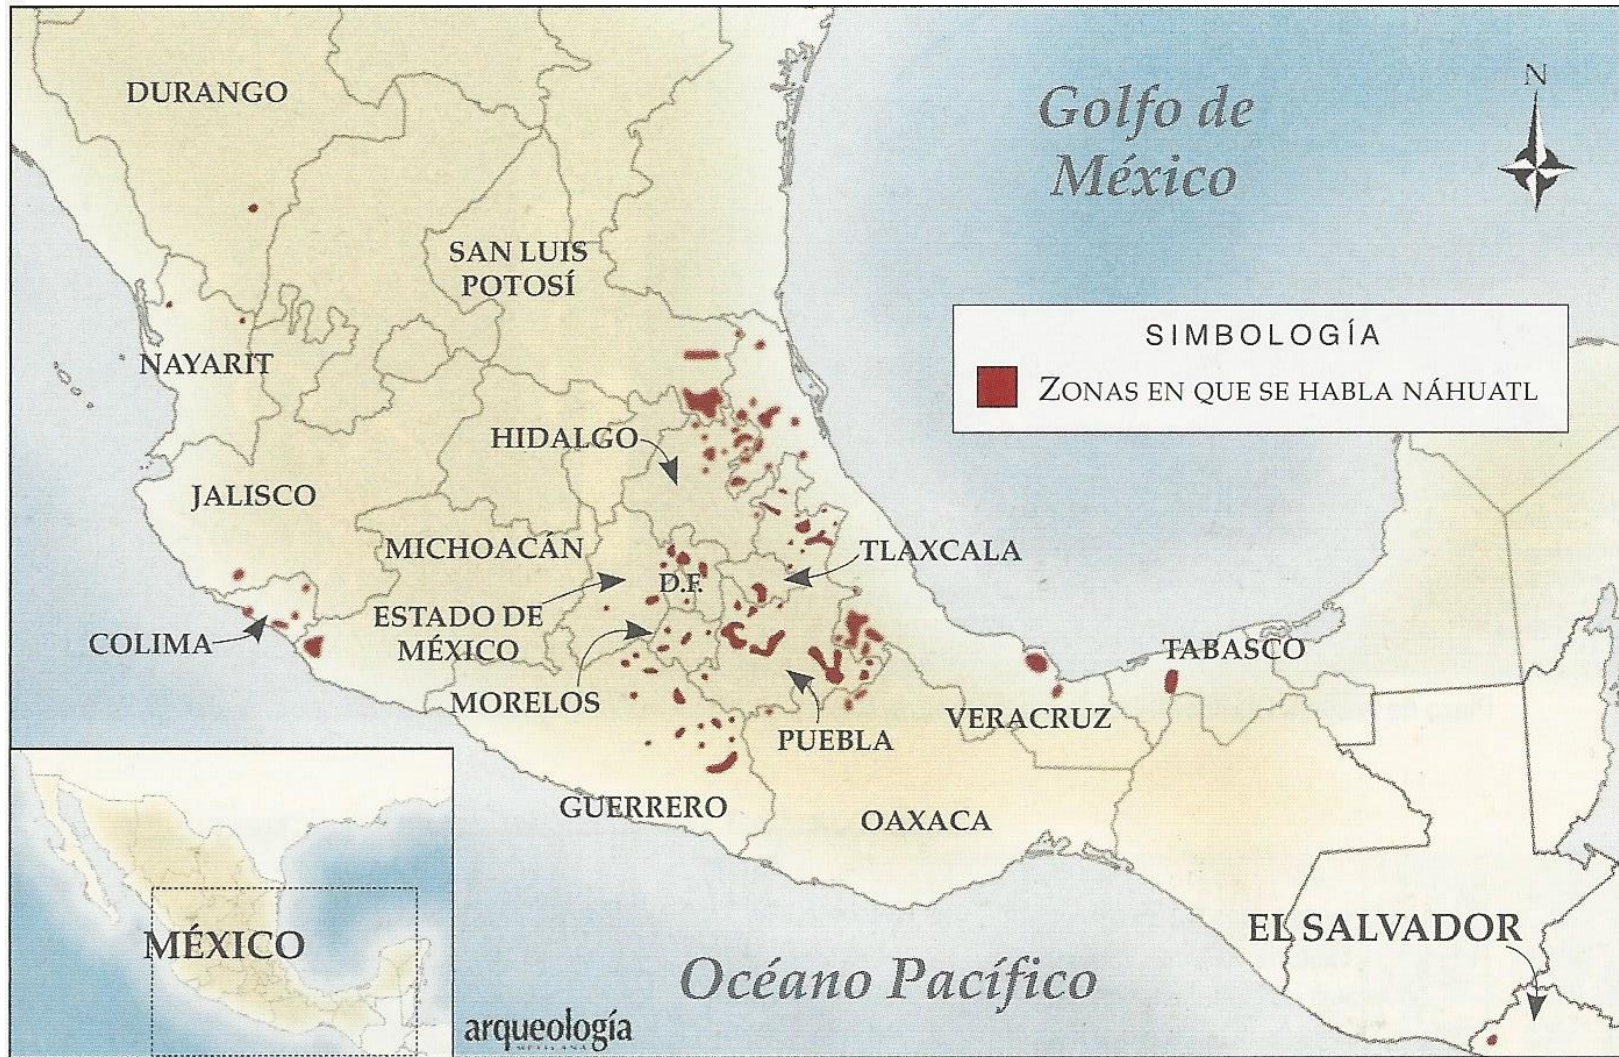 DURANGO
Golfo de
México
N
SAN LUIS
POTOSÍ
SIMBOLOGÍA
ZONAS EN QUE SE HABLA NÁHUATL
NAYARIT
HIDALGO
JALISCO
MICHOACÁN
TLAXCALA
D.F.
ESTADO DE
MÉXICO
COLIMA
TABASCO
MORELOS
VERACRUZ
PUEBLA
GUERRERO
OAXACA
EL SALVADOR
MÉXICO
Océano Pacífico
arqueología
MEXICANA